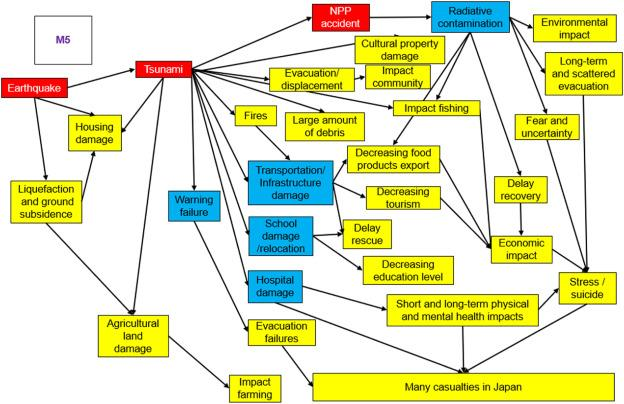 M5
NPP
accident
Radiative
contamination
Environmental
impact
Cultural property
damage
Long-term
and scattered
evacuation
Earthquake
Tsunami
Evacuation/
displacement
Impact
community
Housing
damage
Fires
Large amount
of debris
Impact fishing
Fear and
uncertainty
Decreasing food
products export
Transportation/
Infrastructure
damage
Liquefaction
and ground
subsidence
Warning
failure
Decreasing
tourism
Delay
recovery
School
damage
/relocation
Delay
rescue
Economic
impact
Decreasing
education level
Hospital
damage
Stress /
suicide
Short and long-term physical
and mental health impacts
Agricultural
land
damage
Evacuation
failures
Impact
farming
Many casualties in Japan